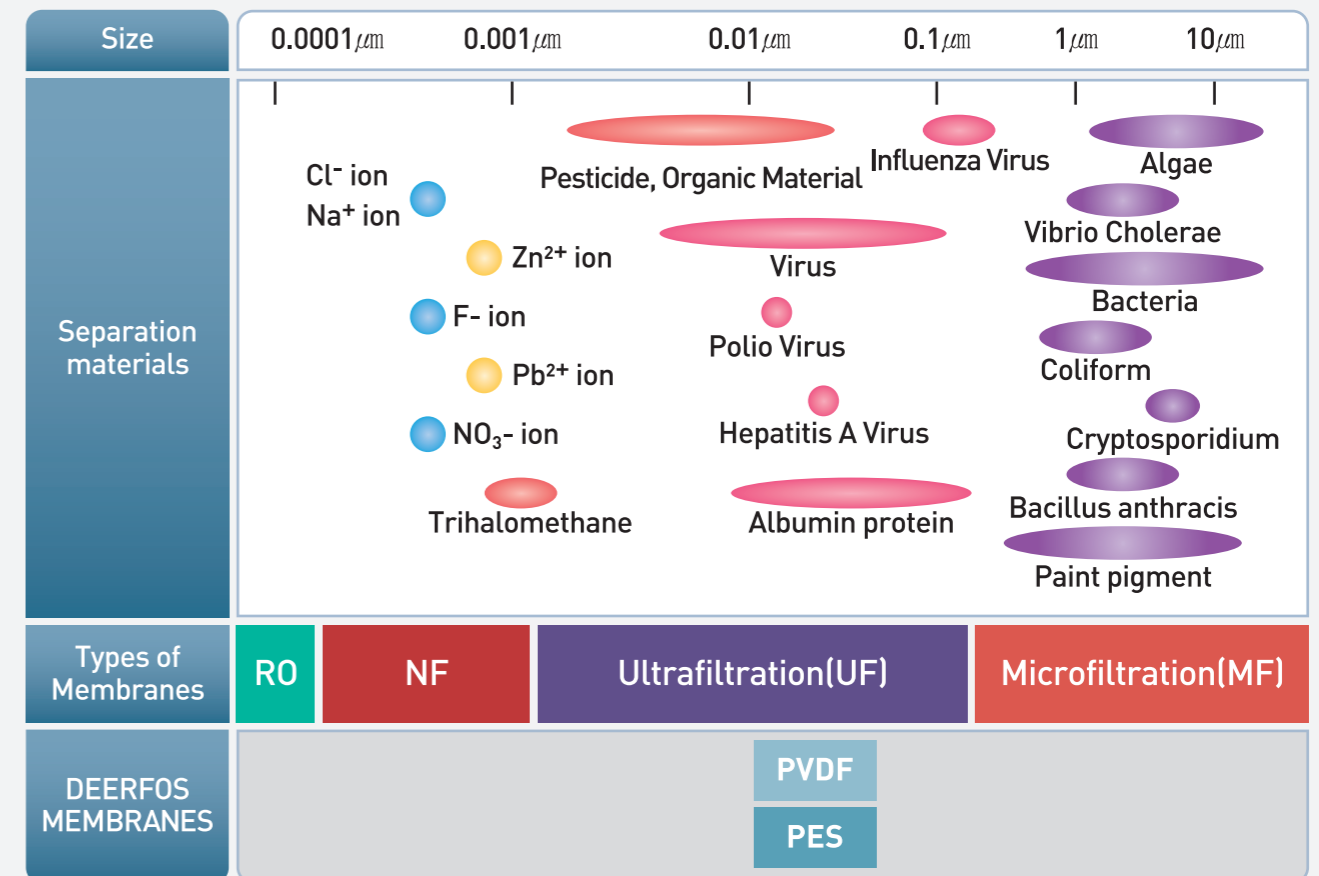 Size
0.0001㎛ 0.001㎛ 0.01㎛ 0.1㎛ 1㎛ 10㎛
Separation
materials
Cl⁻ ion
Na⁺ ion
Zn²⁺ ion
F- ion
Pb²⁺ ion
NO₃- ion
Trihalomethane
Pesticide, Organic Material
Virus
Polio Virus
Hepatitis A Virus
Albumin protein
Influenza Virus
Algae
Vibrio Cholerae
Bacteria
Coliform
Cryptosporidium
Bacillus anthracis
Paint pigment
Types of
Membranes
RO
NF
Ultrafiltration(UF)
Microfiltration(MF)
DEERFOS
MEMBRANES
PVDF
PES